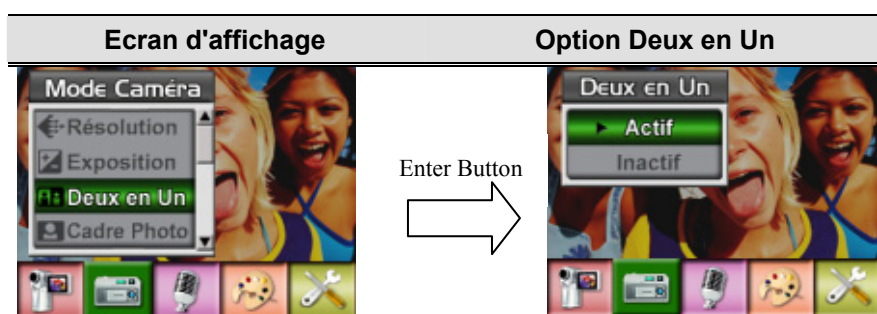 Ecran d'affichage
Option Deux en Un
Mode Caméra
Résolution
Exposition
Deux en Un
Cadre Photo
Enter Button
Deux en Un
Actif
Inactif